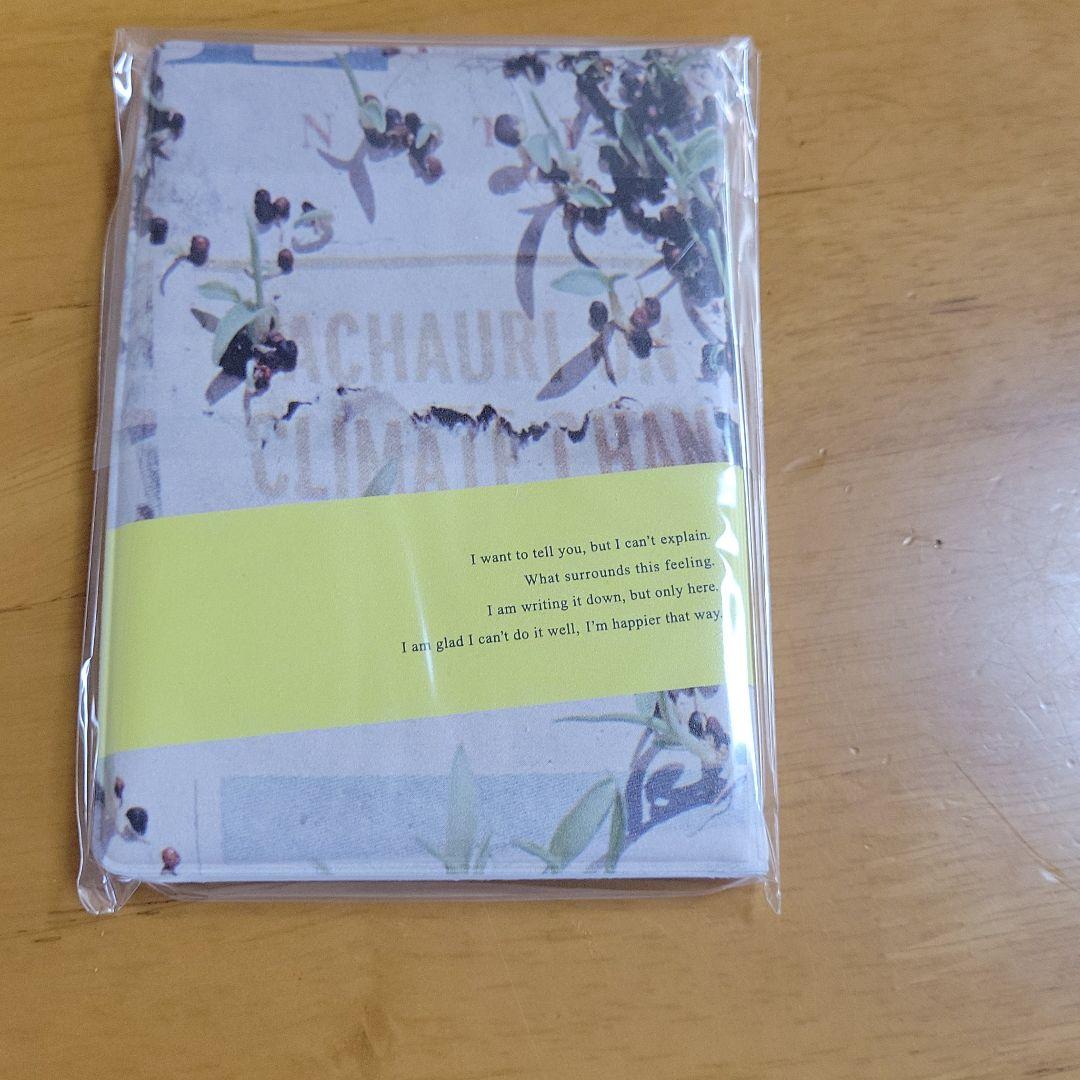 N Y
ACHAURI ON
CLIMATE CHAN
I want to tell you, but I can't explain.
What surrounds this feeling.
I am writing it down, but only here.
I am glad I can't do it well, I'm happier that way.